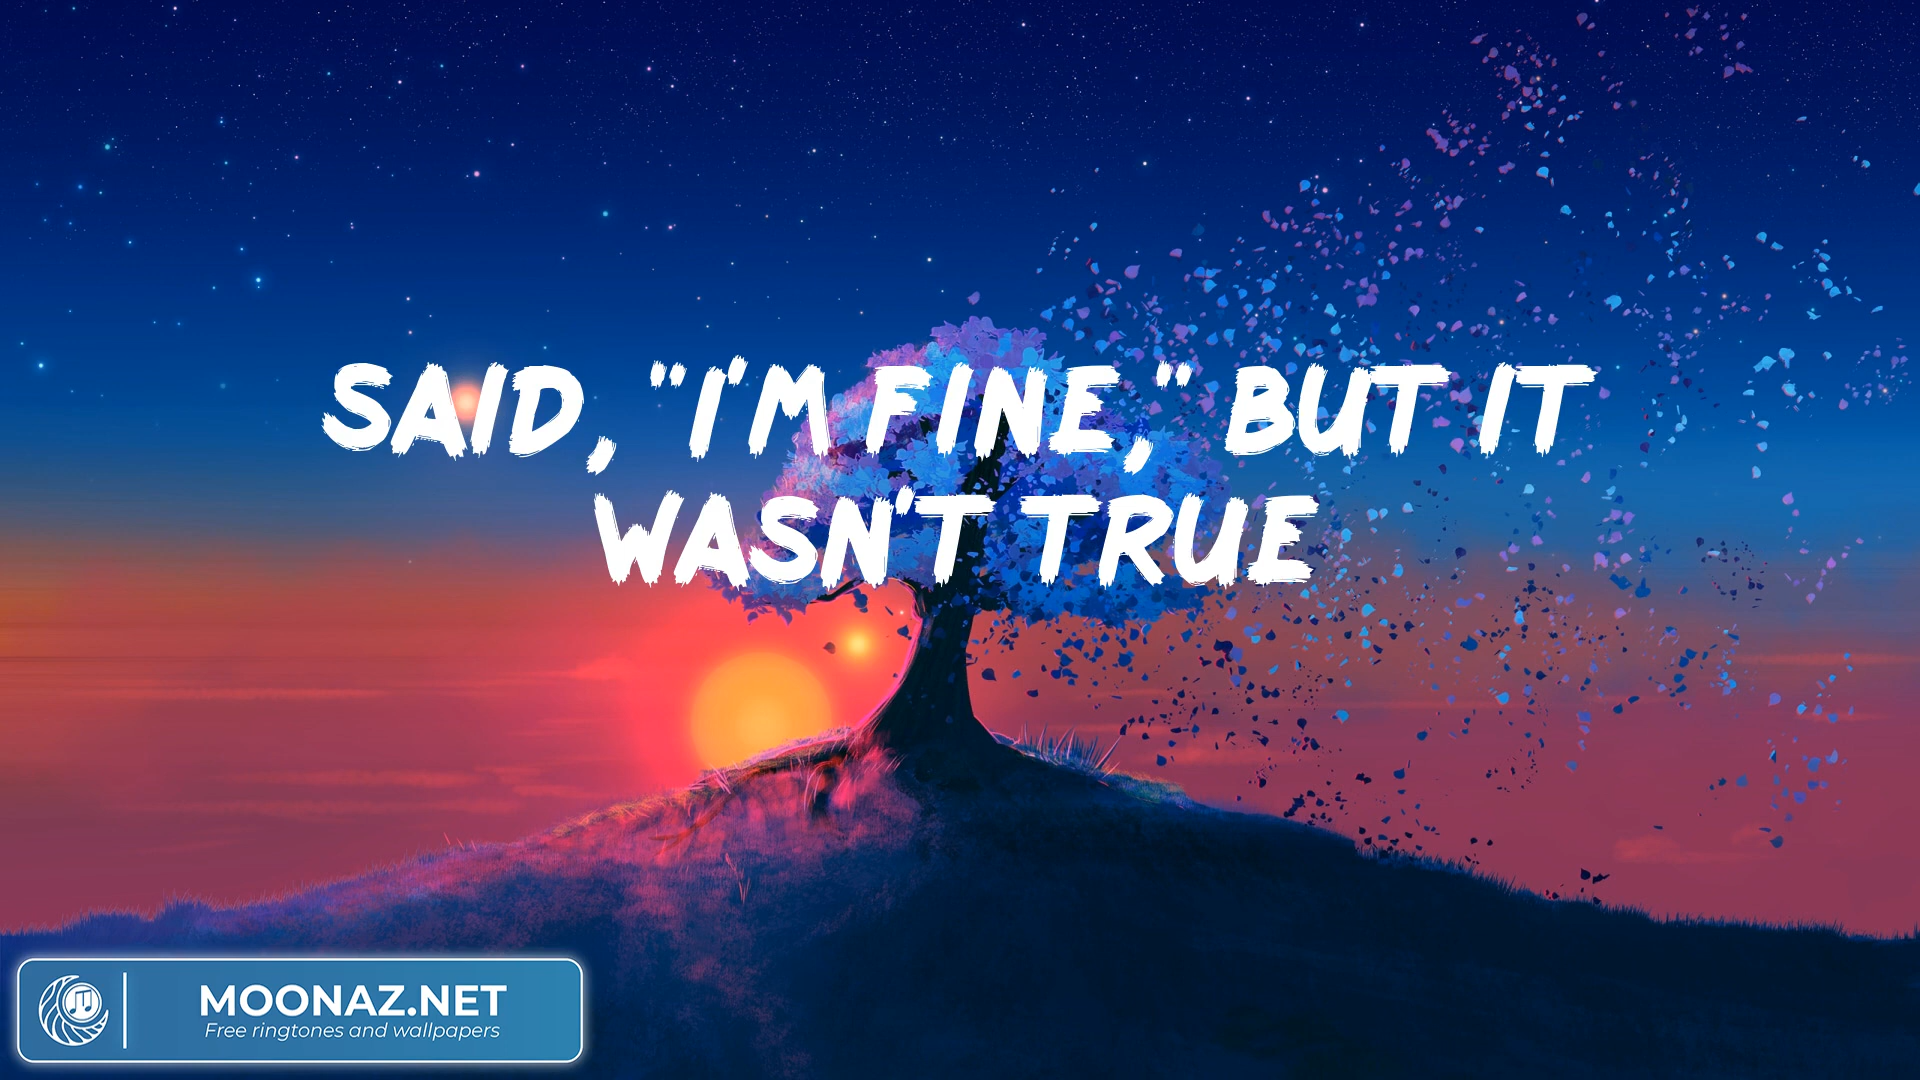 SAID, "I'M FINE," BUT IT
WASN'T TRUE
MOONAZ.NET
Free ringtones and wallpapers